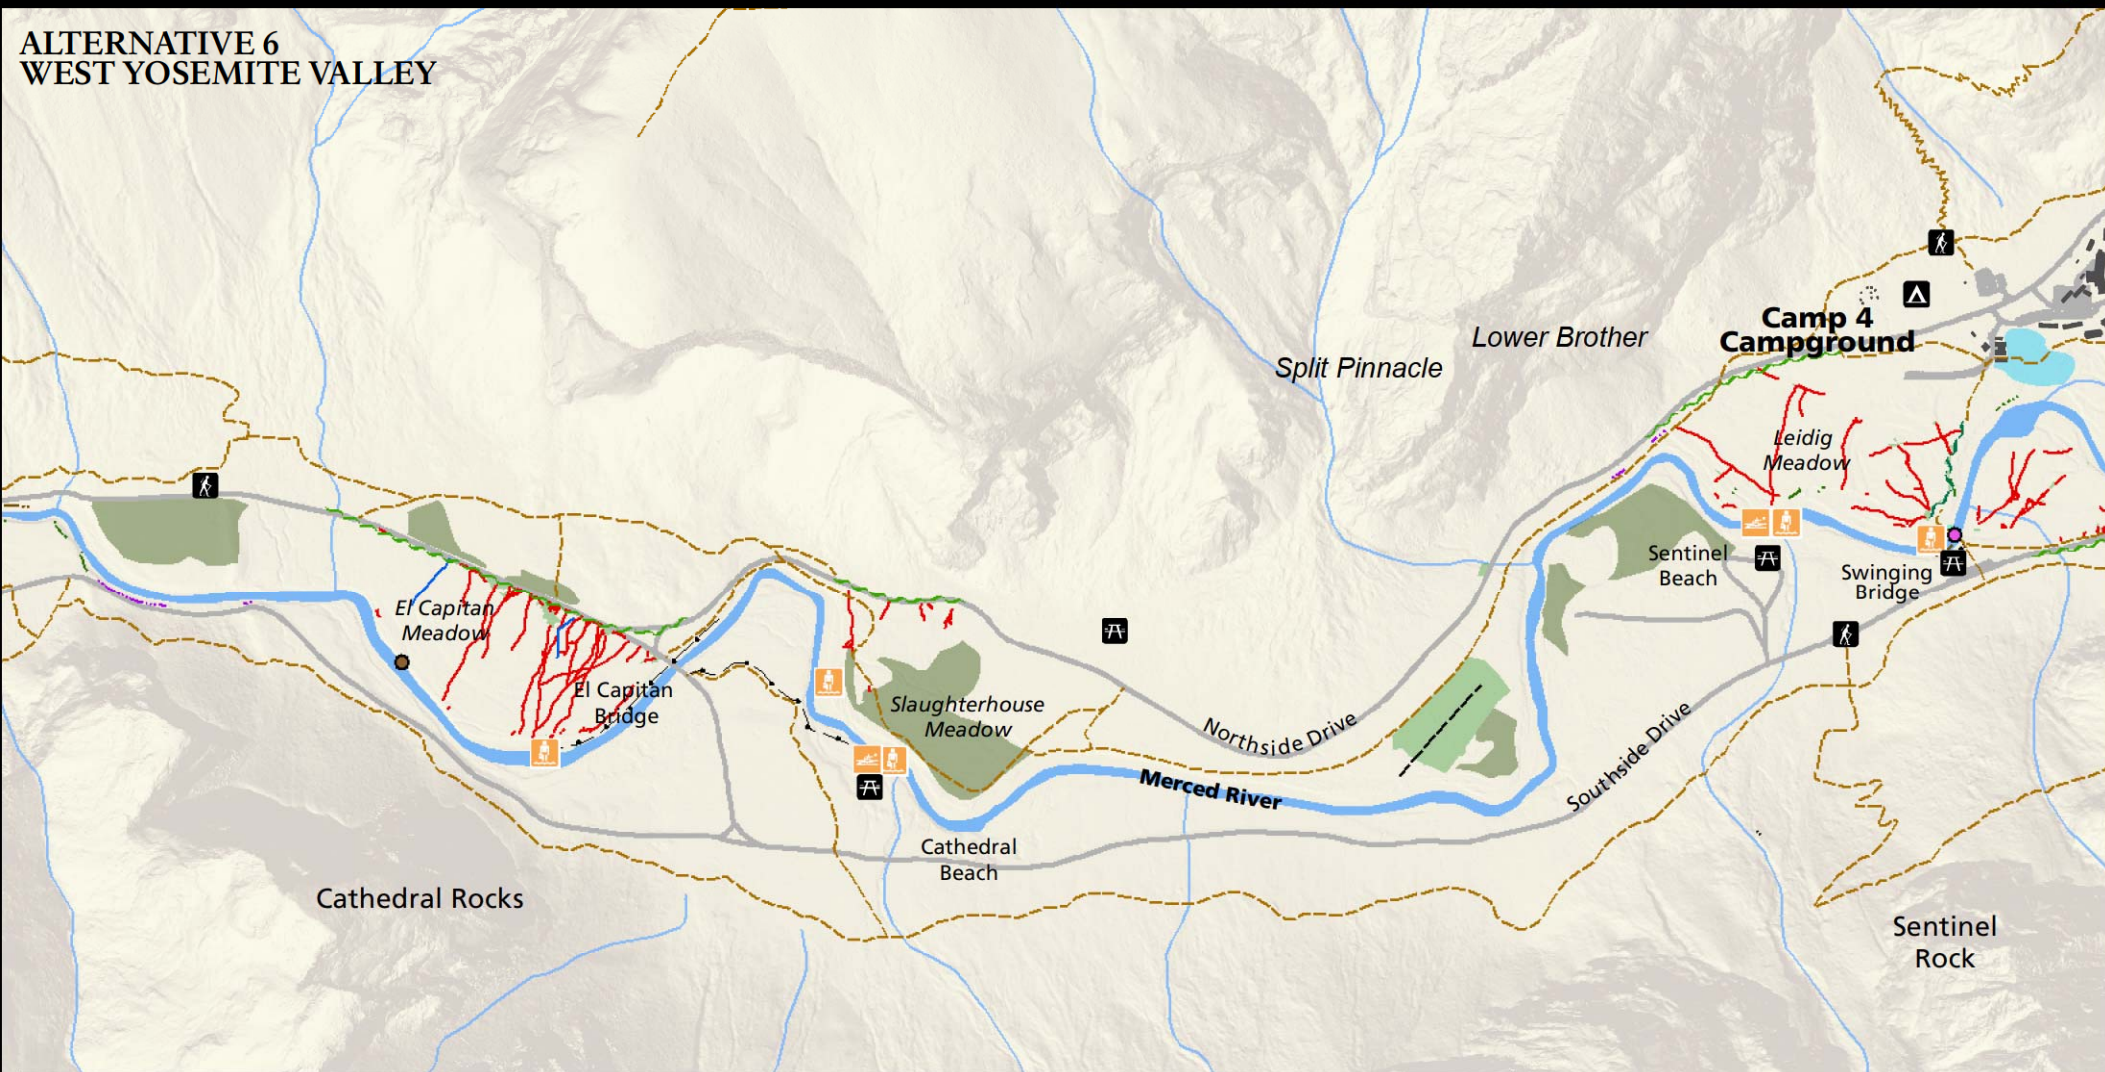 ALTERNATIVE 6
WEST YOSEMITE VALLEY
Camp 4
Campground
Lower Brother
Split Pinnacle
Leidig
Meadow
Sentinel
Beach
Swinging
Bridge
El Capitan
Meadow
El Capitan
Bridge
Slaughterhouse
Meadow
Northside Drive
Merced River
Southside Drive
Cathedral
Beach
Cathedral Rocks
Sentinel
Rock